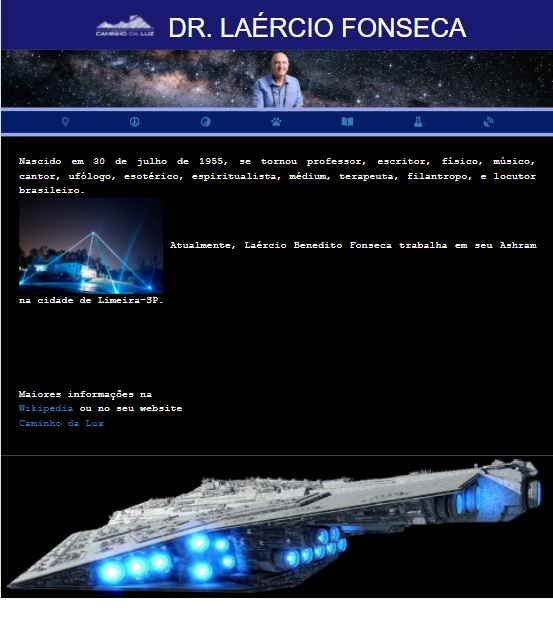 CAMINHO DA LUZ
DR. LAÉRCIO FONSECA
Nascido em 30 de julho de 1955, se tornou professor, escritor, físico, músico,
cantor, ufólogo, esotérico, espiritualista, médium, terapeuta, filantropo, e locutor
brasileiro.
Atualmente, Laércio Benedito Fonseca trabalha em seu Ashram
na cidade de Limeira-SP.
Maiores informações na
Wikipedia ou no seu website
Caminho da Luz